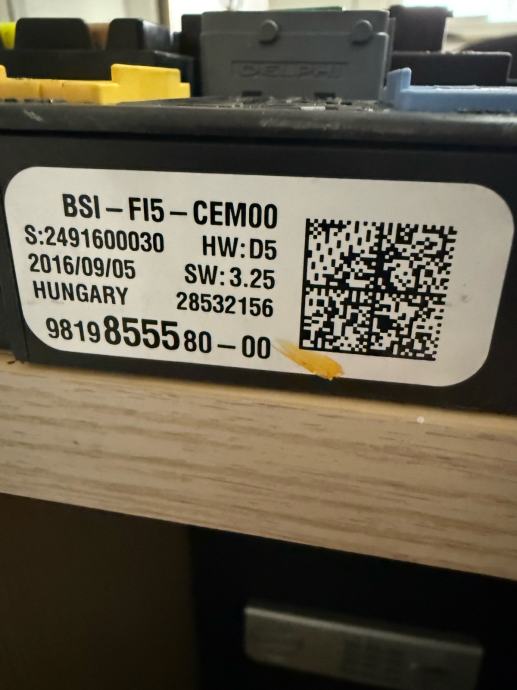 DELPHI
BSI – FI5 – CEM00
S:2491600030 HW:D5
2016/09/05 SW:3.25
HUNGARY 28532156
9819855580 – 00